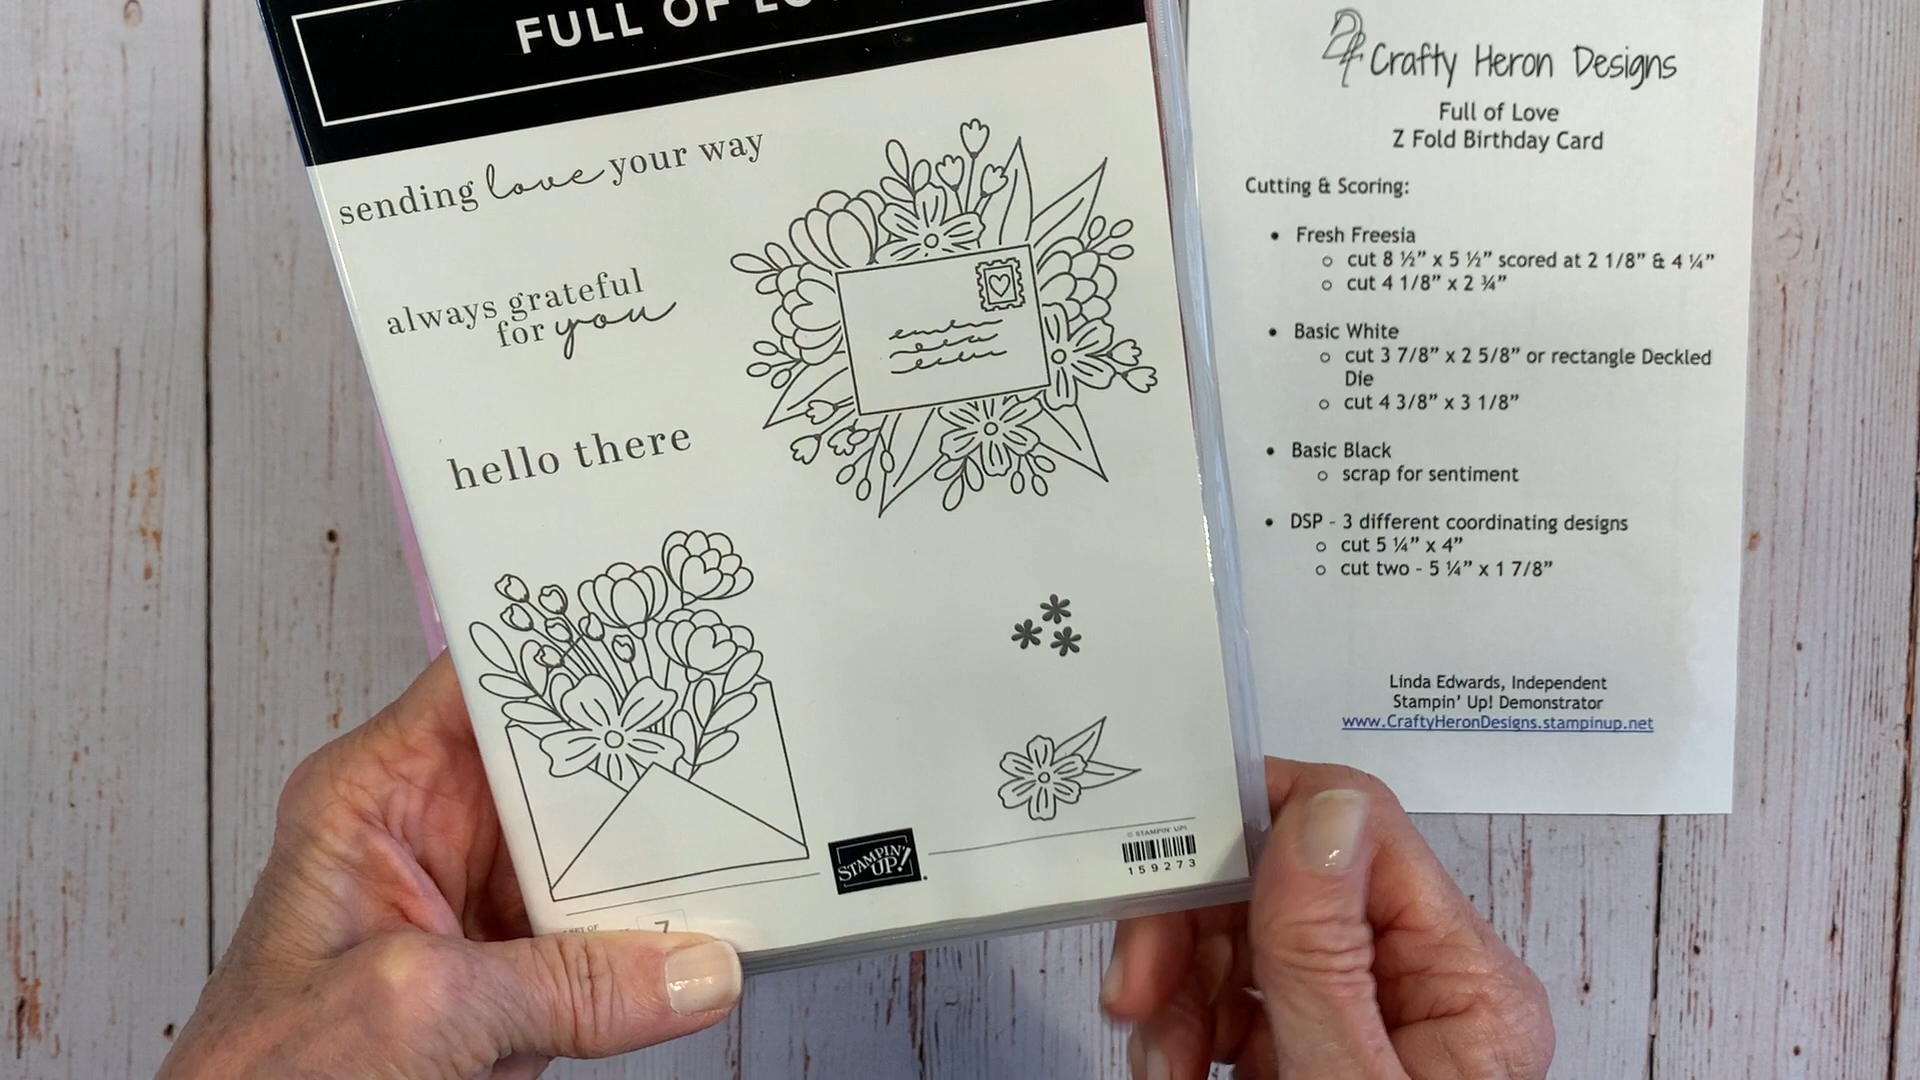 FULL OF
sending love your way
always grateful
for you
hello there
STAMPIN'
UP!
© STAMPIN' UP!
159273
SET OF
7
Crafty Heron Designs
Full of Love
Z Fold Birthday Card
Cutting & Scoring:
• Fresh Freesia
o cut 8 ½” x 5 ½” scored at 2 1/8” & 4 ¼”
o cut 4 1/8” x 2 ¾”
• Basic White
o cut 3 7/8” x 2 5/8” or rectangle Deckled
Die
o cut 4 3/8” x 3 1/8”
• Basic Black
o scrap for sentiment
• DSP - 3 different coordinating designs
o cut 5 ¼” x 4”
o cut two - 5 ¼” x 1 7/8”
Linda Edwards, Independent
Stampin’ Up! Demonstrator
www.CraftyHeronDesigns.stampinup.net